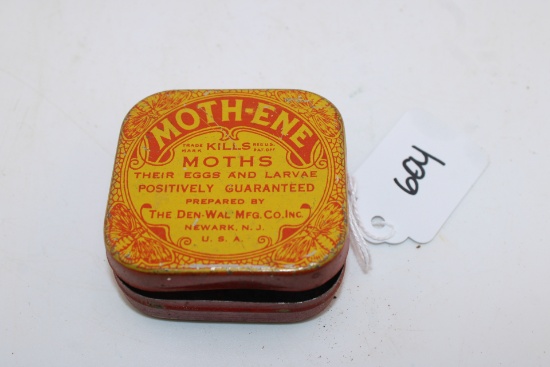 MOTH-ENE
TRADE MARK KILLS REG U.S. PAT. OFF.
MOTHS
THEIR EGGS AND LARVAE
POSITIVELY GUARANTEED
PREPARED BY
THE DEN-WAL MFG. CO. INC.
NEWARK, N. J.
U. S. A.
604